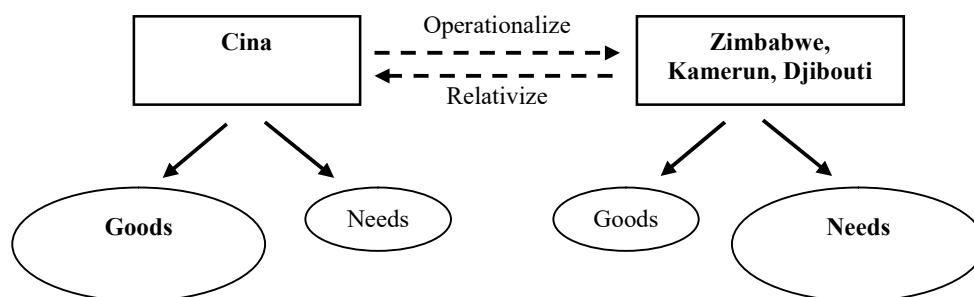 Cina
Operationalize
Zimbabwe,
Kamerun, Djibouti
Relativize
Goods
Needs
Goods
Needs